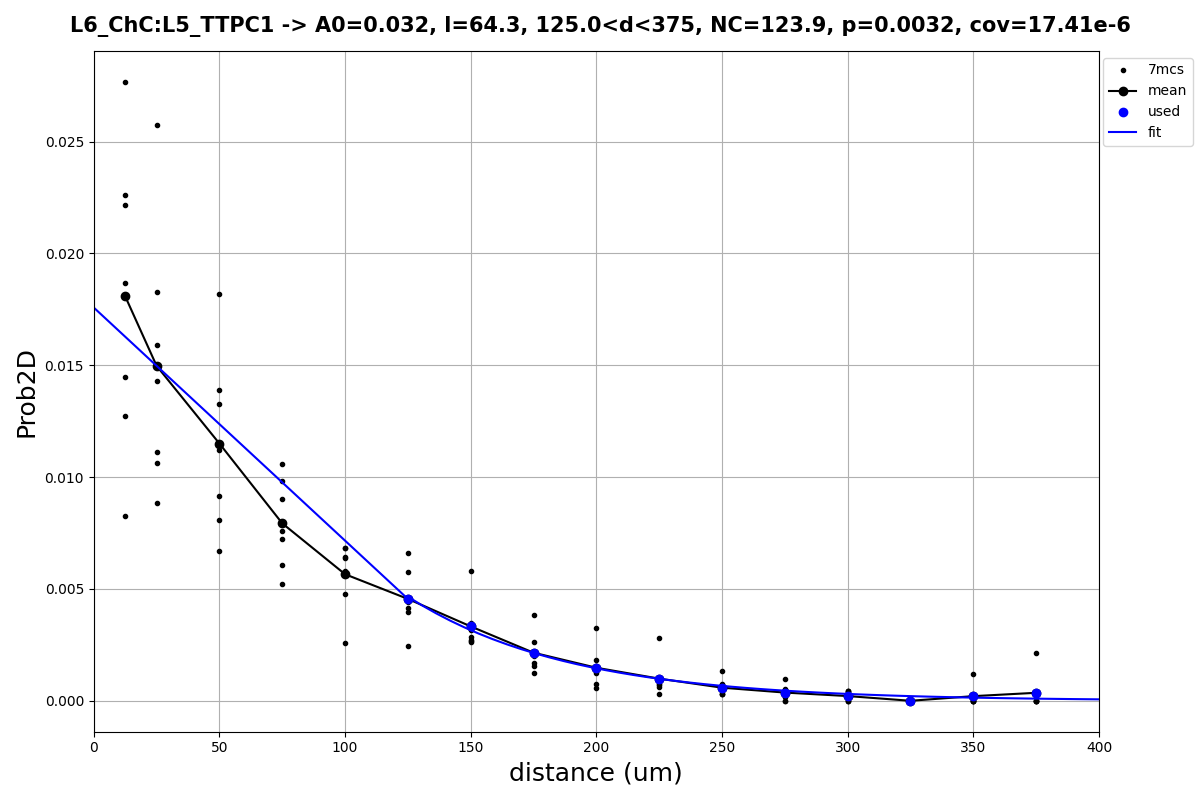 L6_ChC:L5_TTPC1 -> A0=0.032, l=64.3, 125.0<d<375, NC=123.9, p=0.0032, cov=17.41e-6
7mcs
mean
used
fit
0.025
0.020
0.015
0.010
0.005
0.000
Prob2D
0 50 100 150 200 250 300 350 400
distance (um)